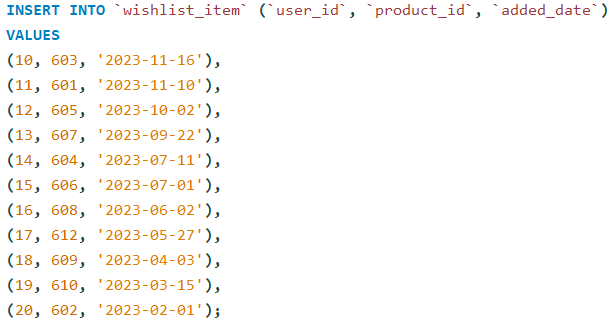 INSERT INTO `wishlist_item` (`user_id`, `product_id`, `added_date`)
VALUES
(10, 603, '2023-11-16'),
(11, 601, '2023-11-10'),
(12, 605, '2023-10-02'),
(13, 607, '2023-09-22'),
(14, 604, '2023-07-11'),
(15, 606, '2023-07-01'),
(16, 608, '2023-06-02'),
(17, 612, '2023-05-27'),
(18, 609, '2023-04-03'),
(19, 610, '2023-03-15'),
(20, 602, '2023-02-01');